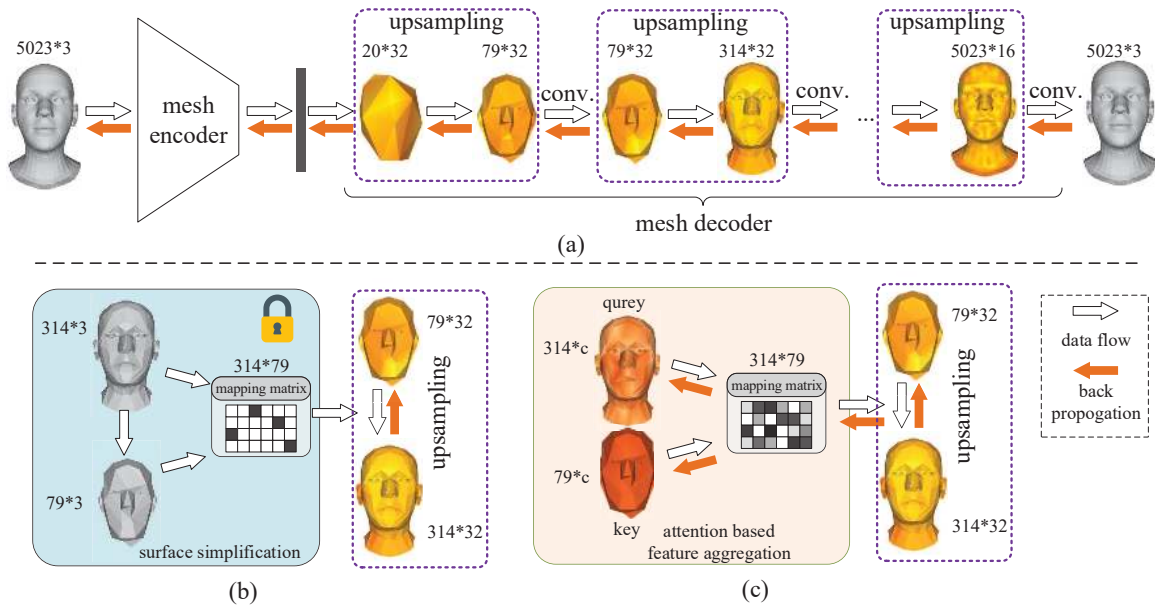 upsampling
upsampling
upsampling
5023*3
20*32
79*32
79*32
314*32
5023*16
5023*3
mesh
encoder
conv.
conv.
...
conv.
mesh decoder
(a)
314*3
314*79
mapping matrix
79*3
surface simplification
79*32
upsampling
314*32
(b)
qurey
314*c
314*79
mapping matrix
79*c
key
attention based
feature aggregation
79*32
upsampling
314*32
(c)
data flow
back
propogation